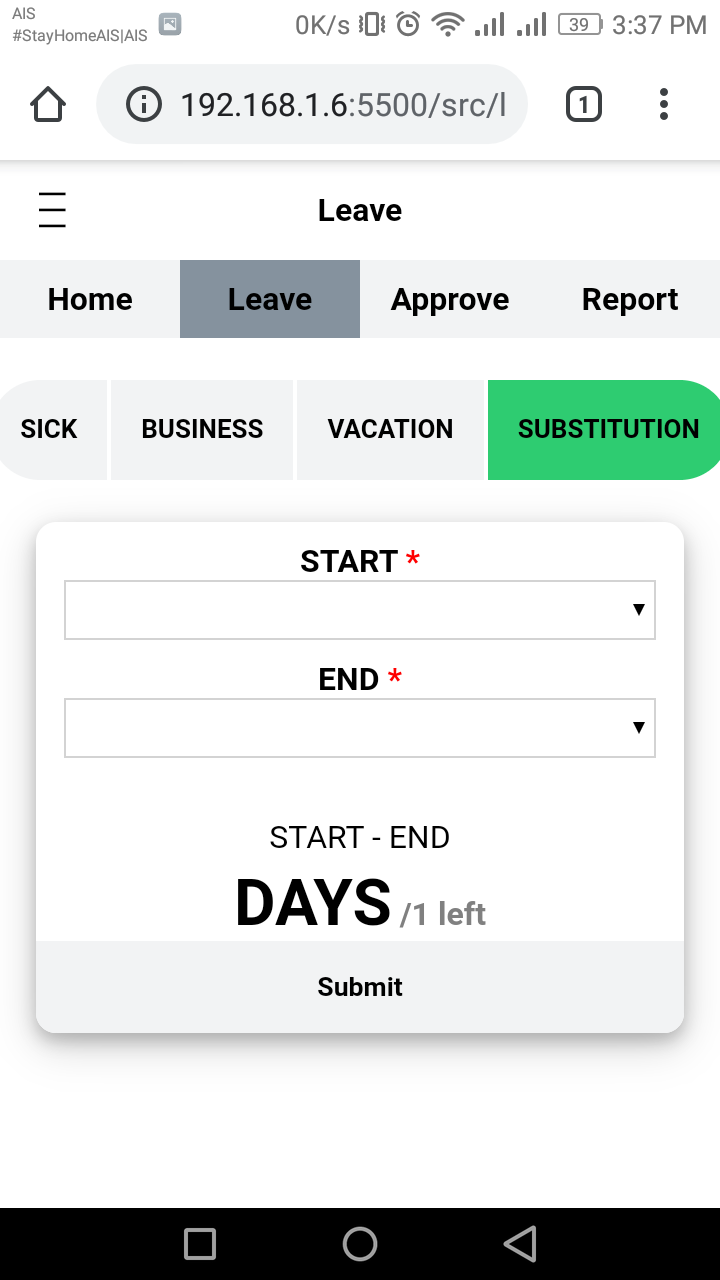 AIS
#StayHomeAIS|AIS
0K/s 39 3:37 PM
192.168.1.6:5500/src/l
1
Leave
Home Leave Approve Report
SICK BUSINESS VACATION SUBSTITUTION
START *
END *
START - END
DAYS /1 left
Submit